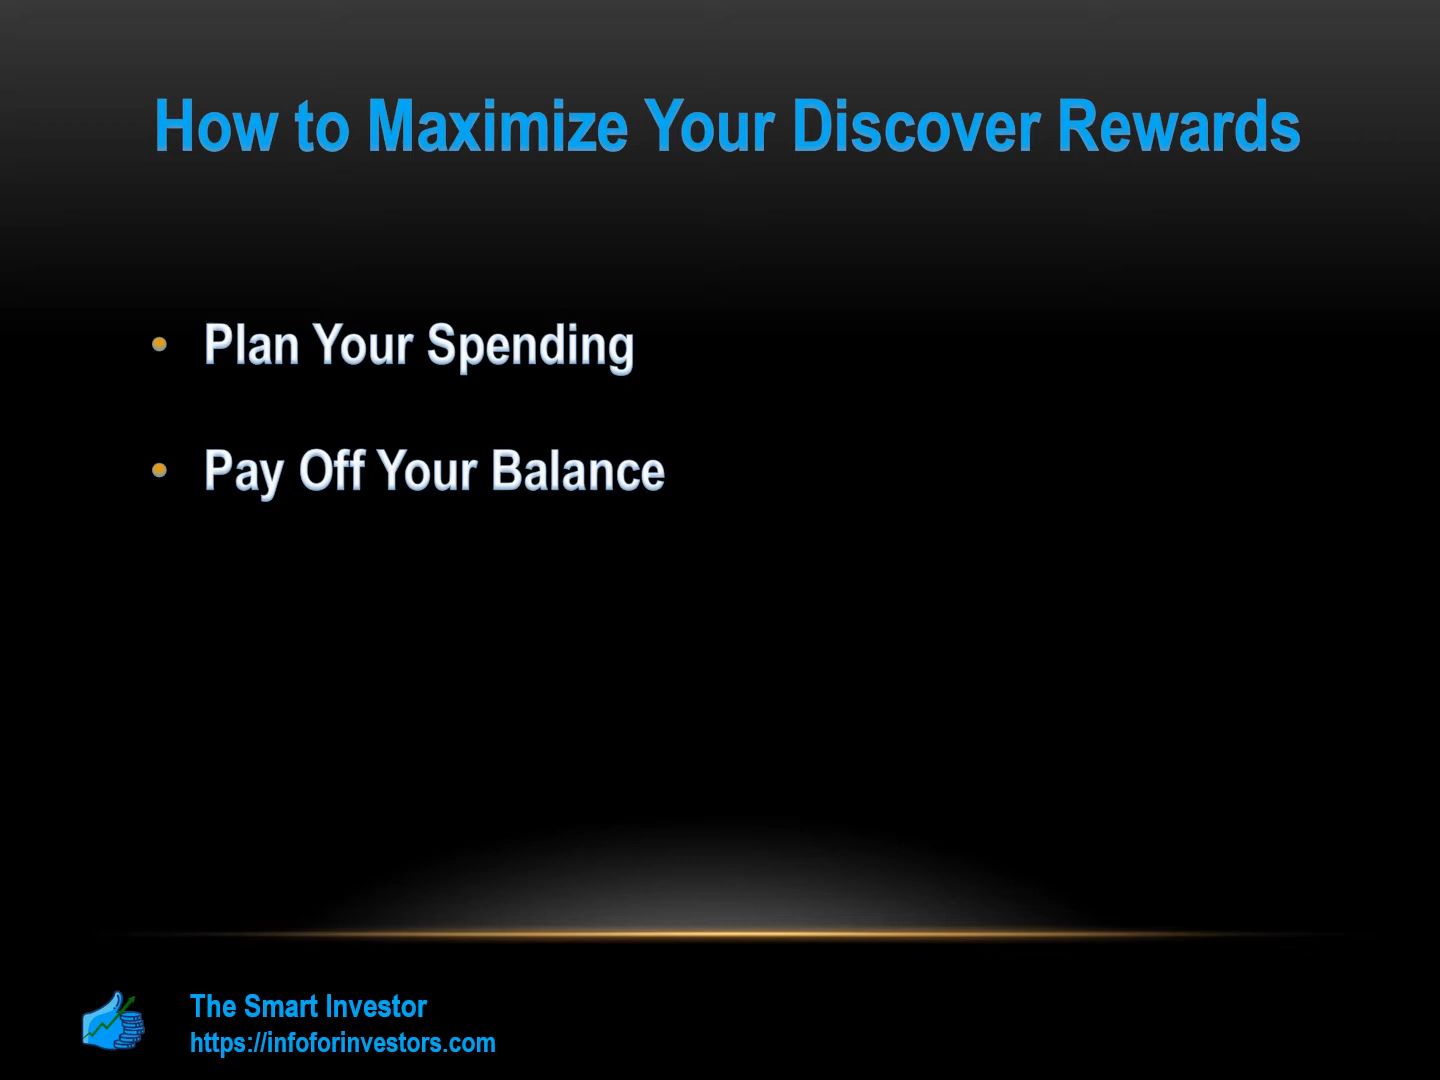 How to Maximize Your Discover Rewards
• Plan Your Spending
• Pay Off Your Balance
The Smart Investor
https://infoforinvestors.com